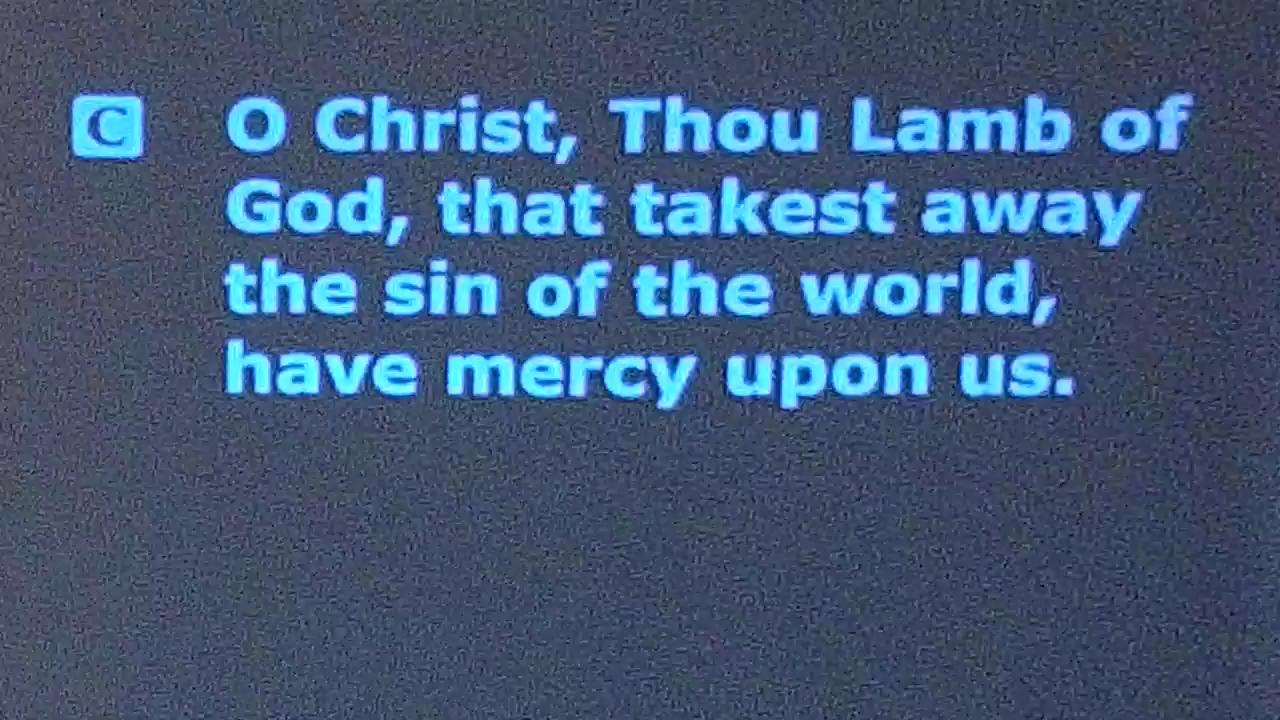 C O Christ, Thou Lamb of
God, that takest away
the sin of the world,
have mercy upon us.